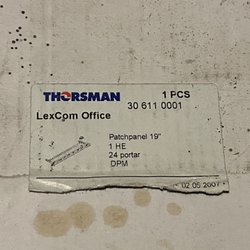 THORSMAN 1 PCS
30 611 0001
LexCom Office
Patchpanel 19"
1 HE
24 portar
DPM
02 05 2007